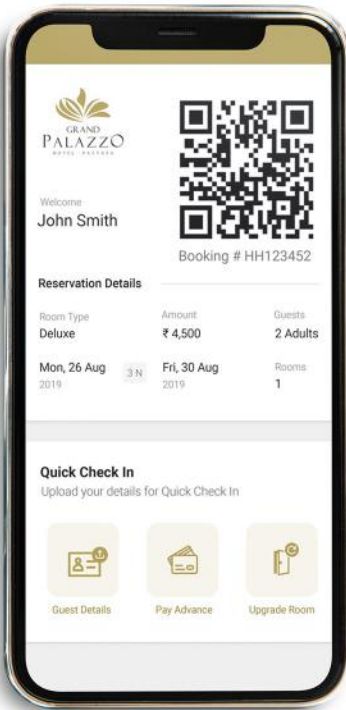 GRAND
PALAZZO
Welcome
John Smith
Booking # HH123452
Reservation Details
Room Type Amount Guests
Deluxe ₹ 4,500 2 Adults
Mon, 26 Aug 3 N Fri, 30 Aug Rooms
2019 2019 1
Quick Check In
Upload your details for Quick Check In
Guest Details Pay Advance Upgrade Room